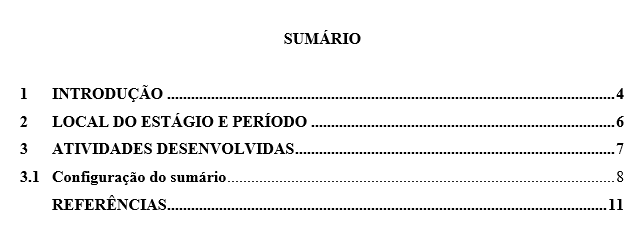 SUMÁRIO
1 INTRODUÇÃO ........................................................................................................4
2 LOCAL DO ESTÁGIO E PERÍODO ........................................................................6
3 ATIVIDADES DESENVOLVIDAS............................................................................7
3.1 Configuração do sumário............................................................................................8
REFERÊNCIAS........................................................................................................11